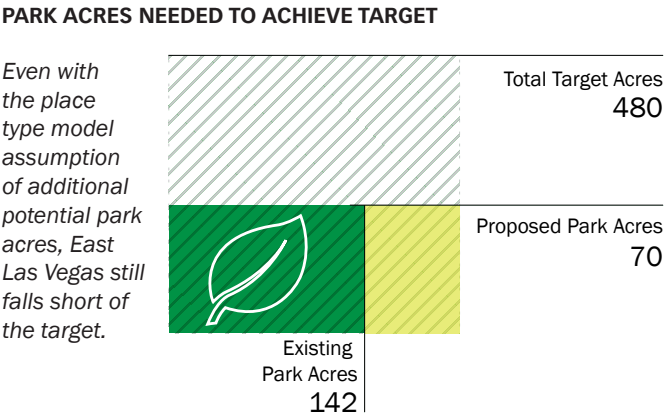 PARK ACRES NEEDED TO ACHIEVE TARGET
Even with
the place
type model
assumption
of additional
potential park
acres, East
Las Vegas still
falls short of
the target.
Total Target Acres
480
Proposed Park Acres
70
Existing
Park Acres
142